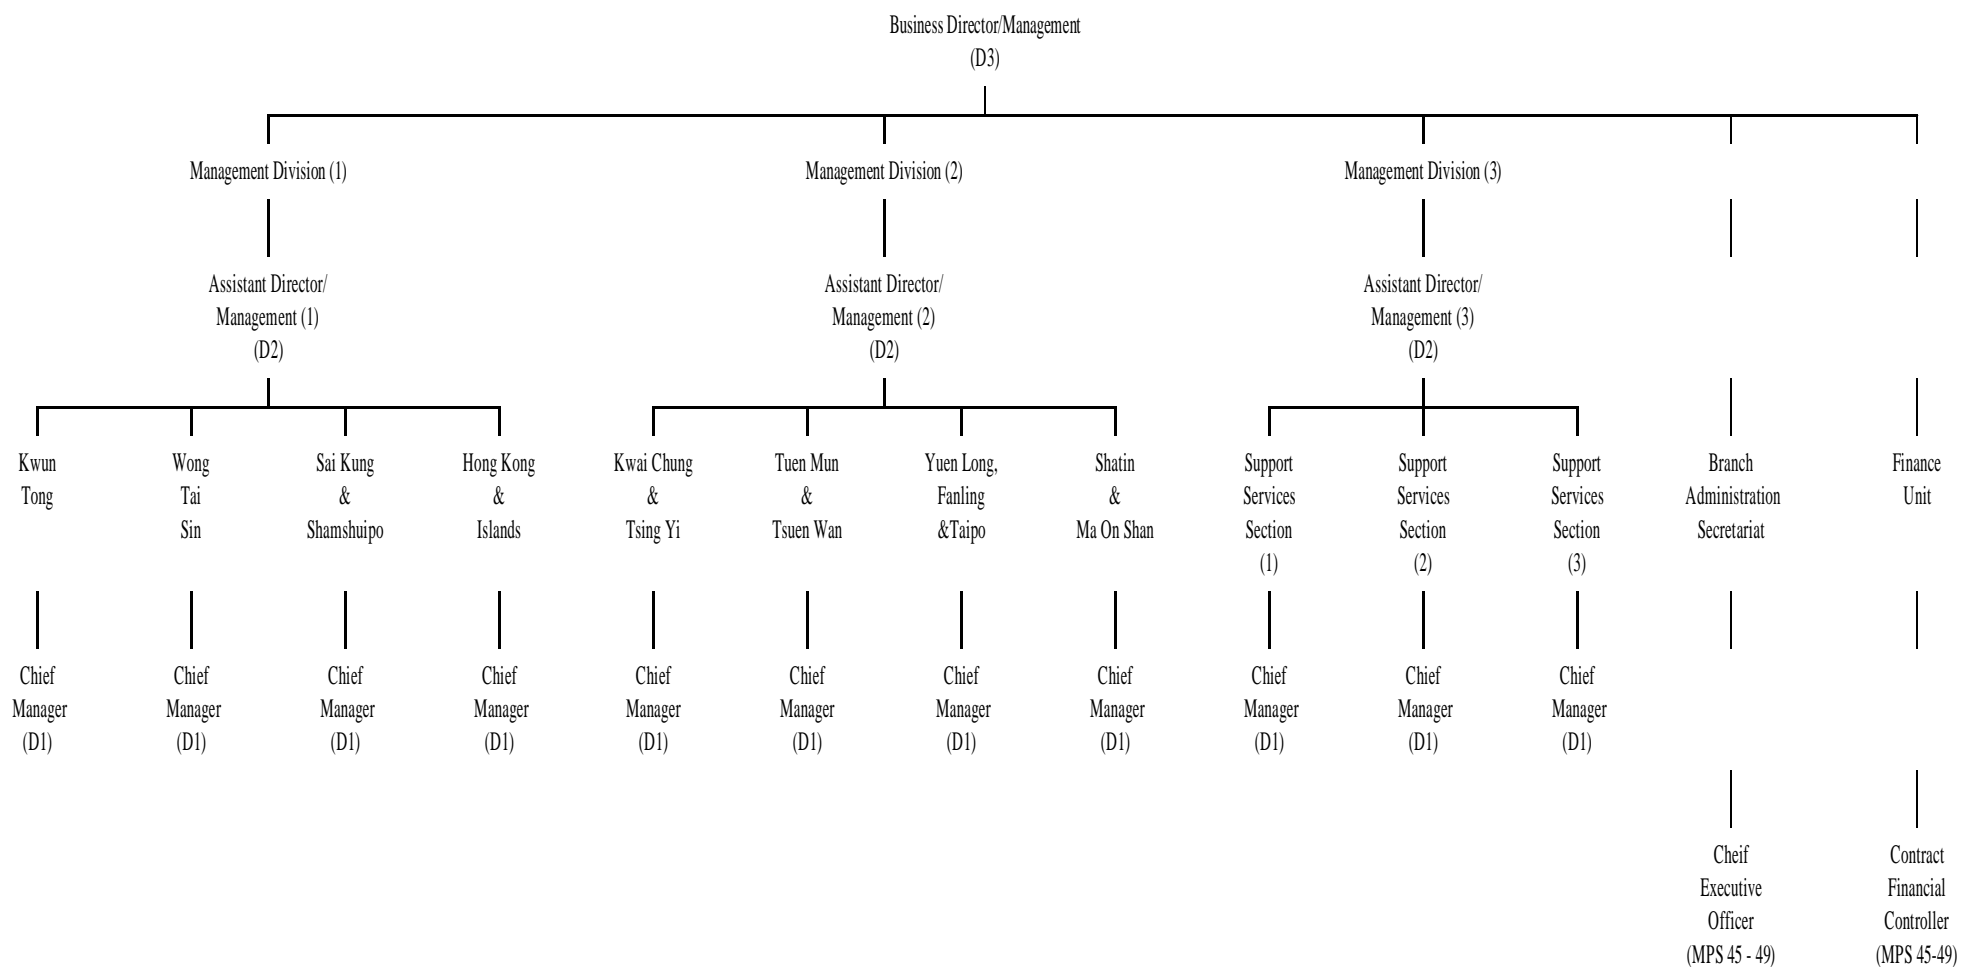 Business Director/Management
(D3)
Management Division (1)
Management Division (2)
Management Division (3)
Assistant Director/
Management (1)
(D2)
Assistant Director/
Management (2)
(D2)
Assistant Director/
Management (3)
(D2)
Kwun
Tong
Wong
Tai
Sin
Sai Kung
&
Shamshuipo
Hong Kong
&
Islands
Kwai Chung
&
Tsing Yi
Tuen Mun
&
Tsuen Wan
Yuen Long,
Fanling
&Taipo
Shatin
&
Ma On Shan
Support
Services
Section
(1)
Support
Services
Section
(2)
Support
Services
Section
(3)
Branch
Administration
Secretariat
Finance
Unit
Chief
Manager
(D1)
Chief
Manager
(D1)
Chief
Manager
(D1)
Chief
Manager
(D1)
Chief
Manager
(D1)
Chief
Manager
(D1)
Chief
Manager
(D1)
Chief
Manager
(D1)
Chief
Manager
(D1)
Chief
Manager
(D1)
Chief
Manager
(D1)
Cheif
Executive
Officer
(MPS 45 - 49)
Contract
Financial
Controller
(MPS 45-49)